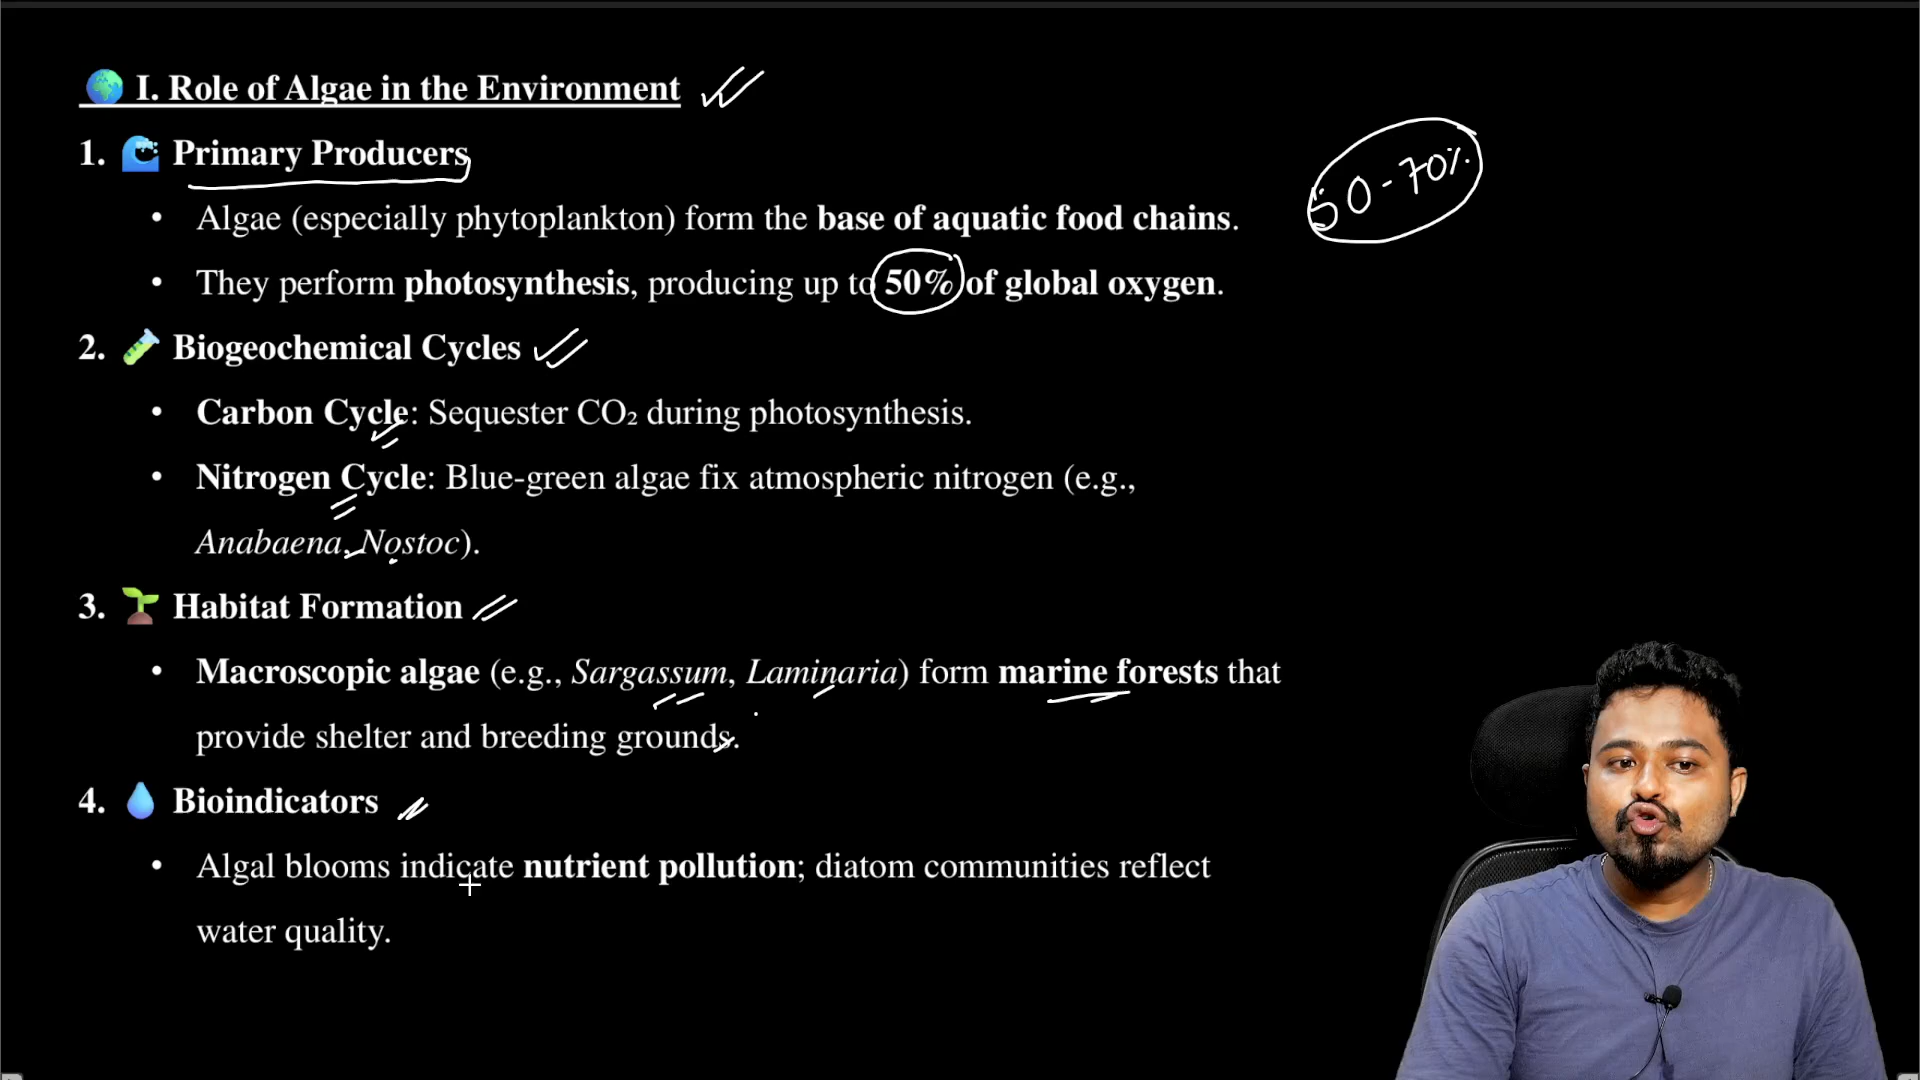 I. Role of Algae in the Environment
1. Primary Producers
• Algae (especially phytoplankton) form the base of aquatic food chains.
50-70%
• They perform photosynthesis, producing up to 50% of global oxygen.
2. Biogeochemical Cycles
• Carbon Cycle: Sequester CO₂ during photosynthesis.
• Nitrogen Cycle: Blue-green algae fix atmospheric nitrogen (e.g.,
Anabaena, Nostoc).
3. Habitat Formation
• Macroscopic algae (e.g., Sargassum, Laminaria) form marine forests that
provide shelter and breeding grounds.
4. Bioindicators
• Algal blooms indicate nutrient pollution; diatom communities reflect
water quality.